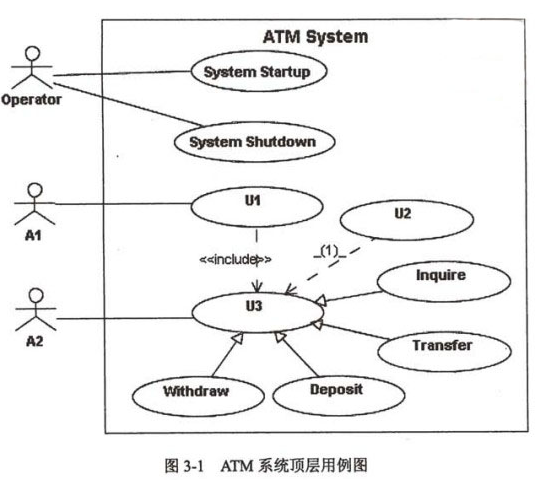 ATM System
System Startup
Operator
System Shutdown
U1
U2
A1
<<include>>
_(1)_
Inquire
U3
A2
Transfer
Withdraw
Deposit
图 3-1 ATM 系统顶层用例图